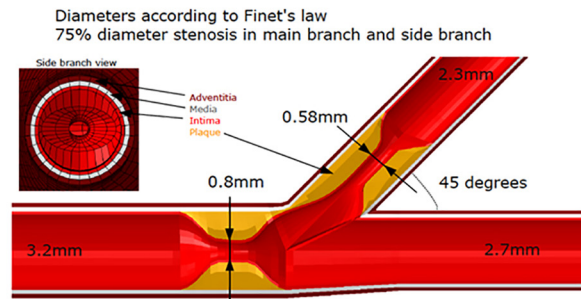 Diameters according to Finet's law
75% diameter stenosis in main branch and side branch
Side branch view
Adventitia
Media
Intima
Plaque
2.3mm
0.58mm
0.8mm
45 degrees
3.2mm
2.7mm